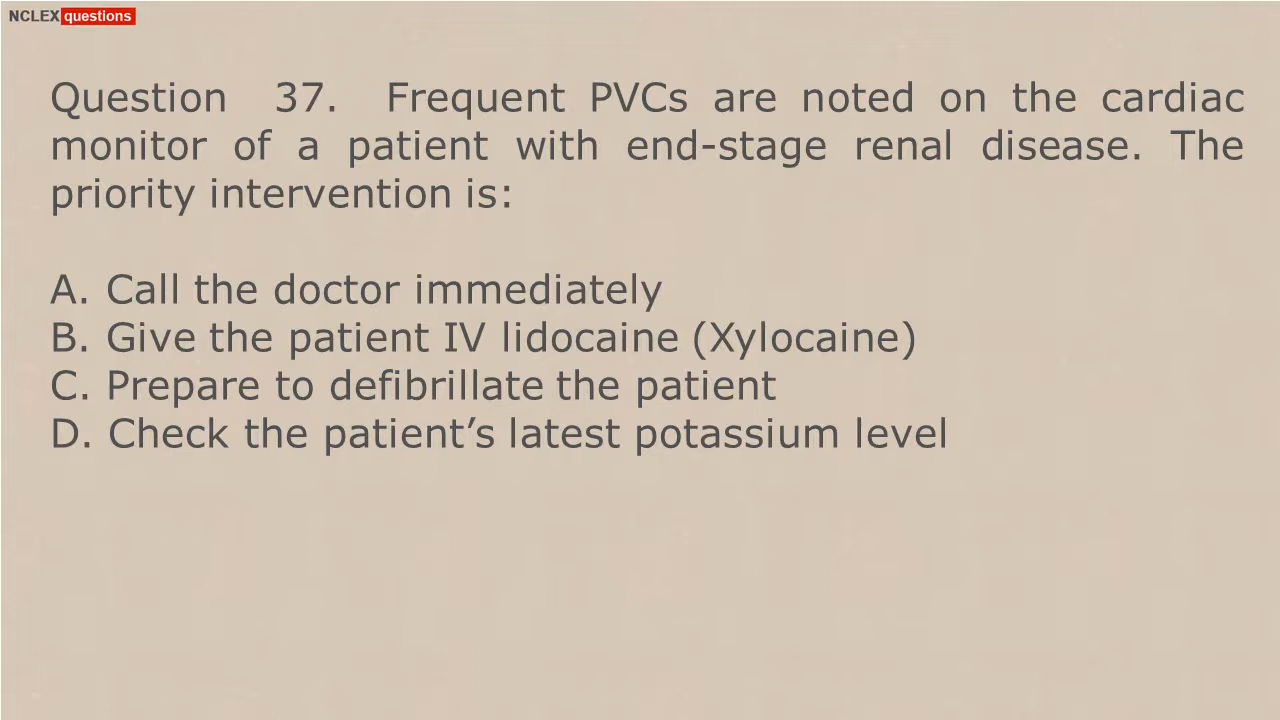 NCLEX questions
Question 37. Frequent PVCs are noted on the cardiac
monitor of a patient with end-stage renal disease. The
priority intervention is:
A. Call the doctor immediately
B. Give the patient IV lidocaine (Xylocaine)
C. Prepare to defibrillate the patient
D. Check the patient’s latest potassium level